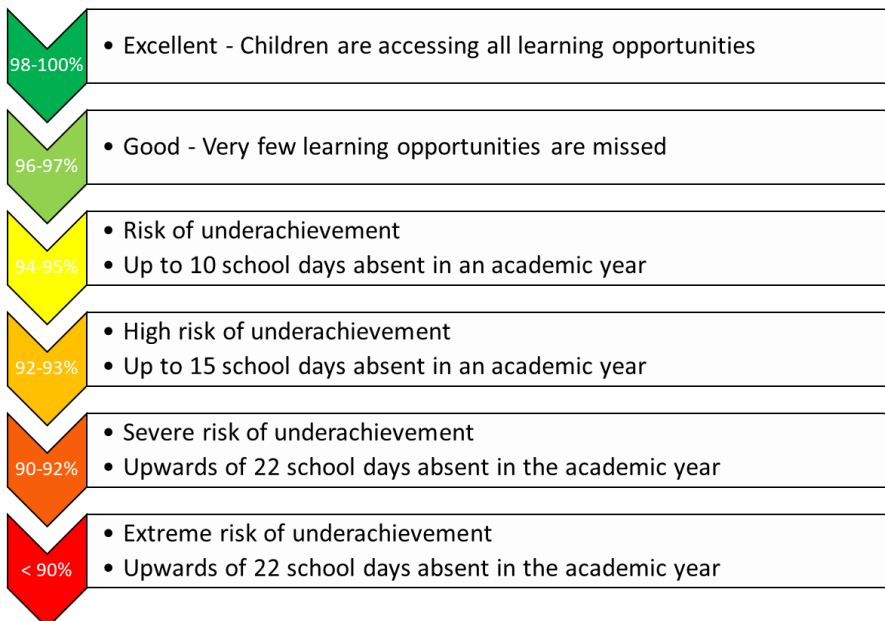 98-100%
• Excellent - Children are accessing all learning opportunities
96-97%
• Good - Very few learning opportunities are missed
94-95%
• Risk of underachievement
• Up to 10 school days absent in an academic year
92-93%
• High risk of underachievement
• Up to 15 school days absent in an academic year
90-92%
• Severe risk of underachievement
• Upwards of 22 school days absent in the academic year
< 90%
• Extreme risk of underachievement
• Upwards of 22 school days absent in the academic year